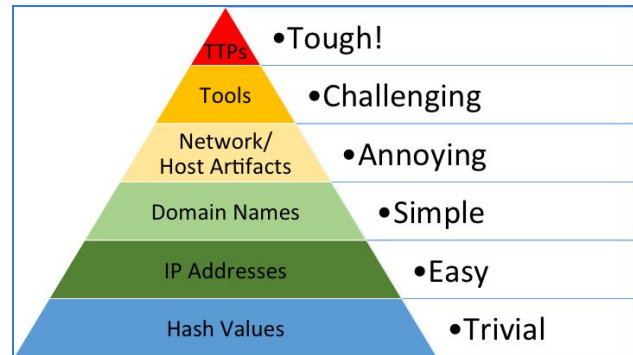 TTPs
•Tough!
Tools
•Challenging
Network/
Host Artifacts
•Annoying
Domain Names
•Simple
IP Addresses
•Easy
Hash Values
•Trivial